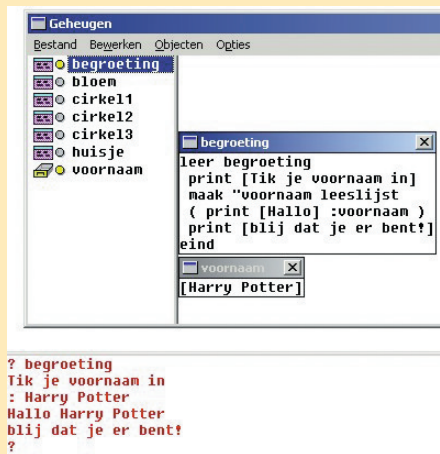 Geheugen
Bestand Bewerken Objecten Opties
begroeting
bloem
cirkel1
cirkel2
cirkel3
huisje
voornaam
begroeting
leer begroeting
print [Tik je voornaam in]
maak "voornaam leeslijst
( print [Hallo] :voornaam )
print [blij dat je er bent!]
eind
voornaam
[Harry Potter]
? begroeting
Tik je voornaam in
: Harry Potter
Hallo Harry Potter
blij dat je er bent!
?